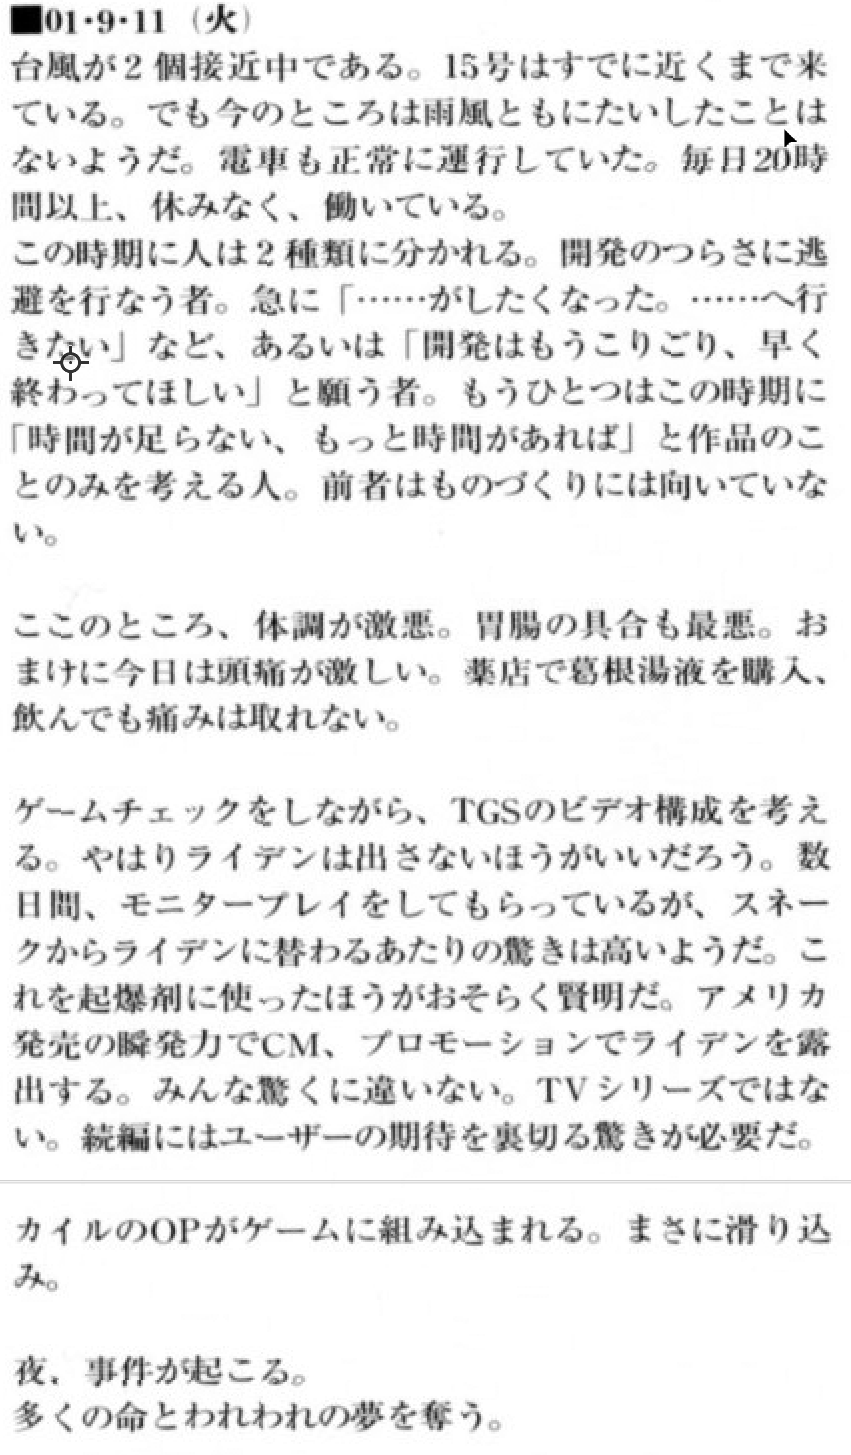 ■01・9・11（火）
台風が2個接近中である。15号はすでに近くまで来
ている。でも今のところは雨風ともにたいしたことは
ないようだ。電車も正常に運行していた。毎日20時
間以上、休みなく、働いている。
この時期に人は2種類に分かれる。開発のつらさに逃
避を行なう者。急に「……がしたくなった。……へ行
きたい」など、あるいは「開発はもうこりごり、早く
終わってほしい」と願う者。もうひとつはこの時期に
「時間が足らない、もっと時間があれば」と作品のこ
とのみを考える人。前者はものづくりには向いていな
い。
ここのところ、体調が激悪。胃腸の具合も最悪。お
まけに今日は頭痛が激しい。薬店で葛根湯液を購入、
飲んでも痛みは取れない。
ゲームチェックをしながら、TGSのビデオ構成を考え
る。やはりライデンは出さないほうがいいだろう。数
日間、モニタープレイをしてもらっているが、スネー
クからライデンに替わるあたりの驚きは高いようだ。こ
れを起爆剤に使ったほうがおそらく賢明だ。アメリカ
発売の瞬発力でCM、プロモーションでライデンを露
出する。みんな驚くに違いない。TVシリーズではな
い。続編にはユーザーの期待を裏切る驚きが必要だ。
カイルのOPがゲームに組み込まれる。まさに滑り込
み。
夜、事件が起こる。
多くの命とわれわれの夢を奪う。